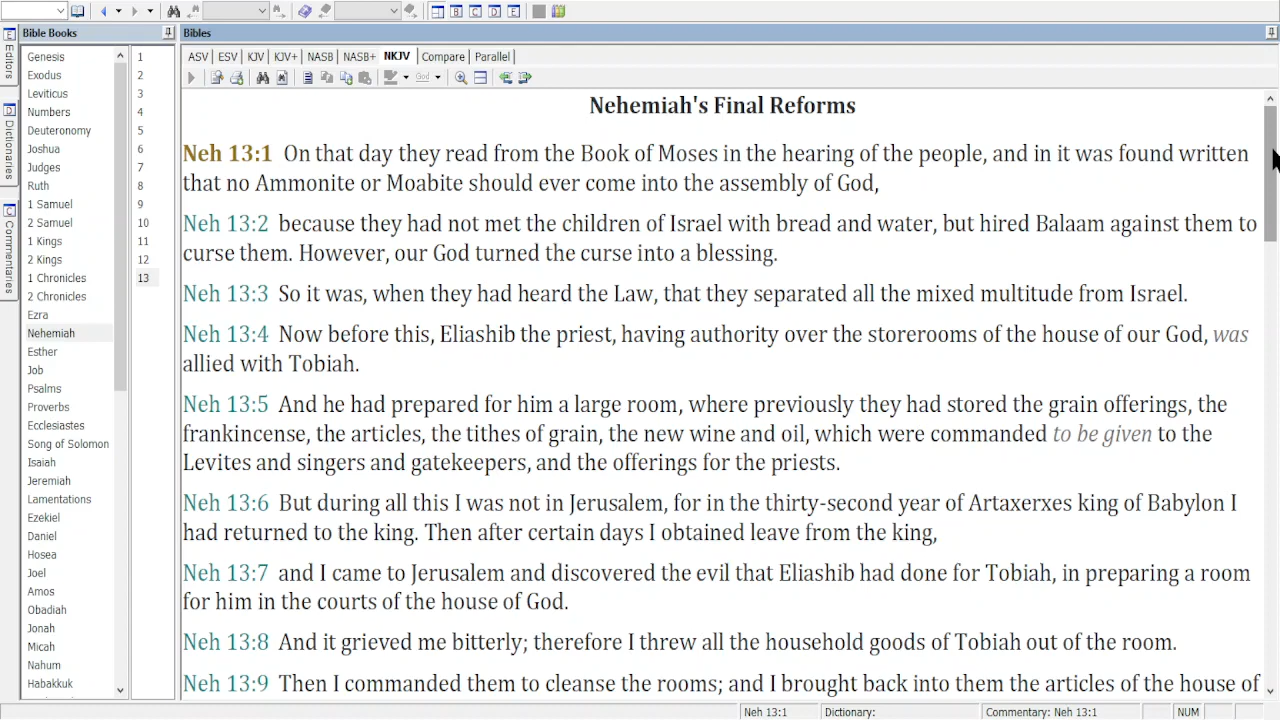 B C D E
Bible Books
Bibles
Editors
Dictionaries
Commentaries
Genesis
Exodus
Leviticus
Numbers
Deuteronomy
Joshua
Judges
Ruth
1 Samuel
2 Samuel
1 Kings
2 Kings
1 Chronicles
2 Chronicles
Ezra
Nehemiah
Esther
Job
Psalms
Proverbs
Ecclesiastes
Song of Solomon
Isaiah
Jeremiah
Lamentations
Ezekiel
Daniel
Hosea
Joel
Amos
Obadiah
Jonah
Micah
Nahum
Habakkuk
1
2
3
4
5
6
7
8
9
10
11
12
13
ASV ESV KJV KJV+ NASB NASB+ NKJV Compare Parallel
God
Nehemiah's Final Reforms
Neh 13:1 On that day they read from the Book of Moses in the hearing of the people, and in it was found written
that no Ammonite or Moabite should ever come into the assembly of God,
Neh 13:2 because they had not met the children of Israel with bread and water, but hired Balaam against them to
curse them. However, our God turned the curse into a blessing.
Neh 13:3 So it was, when they had heard the Law, that they separated all the mixed multitude from Israel.
Neh 13:4 Now before this, Eliashib the priest, having authority over the storerooms of the house of our God, was
allied with Tobiah.
Neh 13:5 And he had prepared for him a large room, where previously they had stored the grain offerings, the
frankincense, the articles, the tithes of grain, the new wine and oil, which were commanded to be given to the
Levites and singers and gatekeepers, and the offerings for the priests.
Neh 13:6 But during all this I was not in Jerusalem, for in the thirty-second year of Artaxerxes king of Babylon I
had returned to the king. Then after certain days I obtained leave from the king,
Neh 13:7 and I came to Jerusalem and discovered the evil that Eliashib had done for Tobiah, in preparing a room
for him in the courts of the house of God.
Neh 13:8 And it grieved me bitterly; therefore I threw all the household goods of Tobiah out of the room.
Neh 13:9 Then I commanded them to cleanse the rooms; and I brought back into them the articles of the house of
Neh 13:1 Dictionary: Commentary: Neh 13:1 NUM